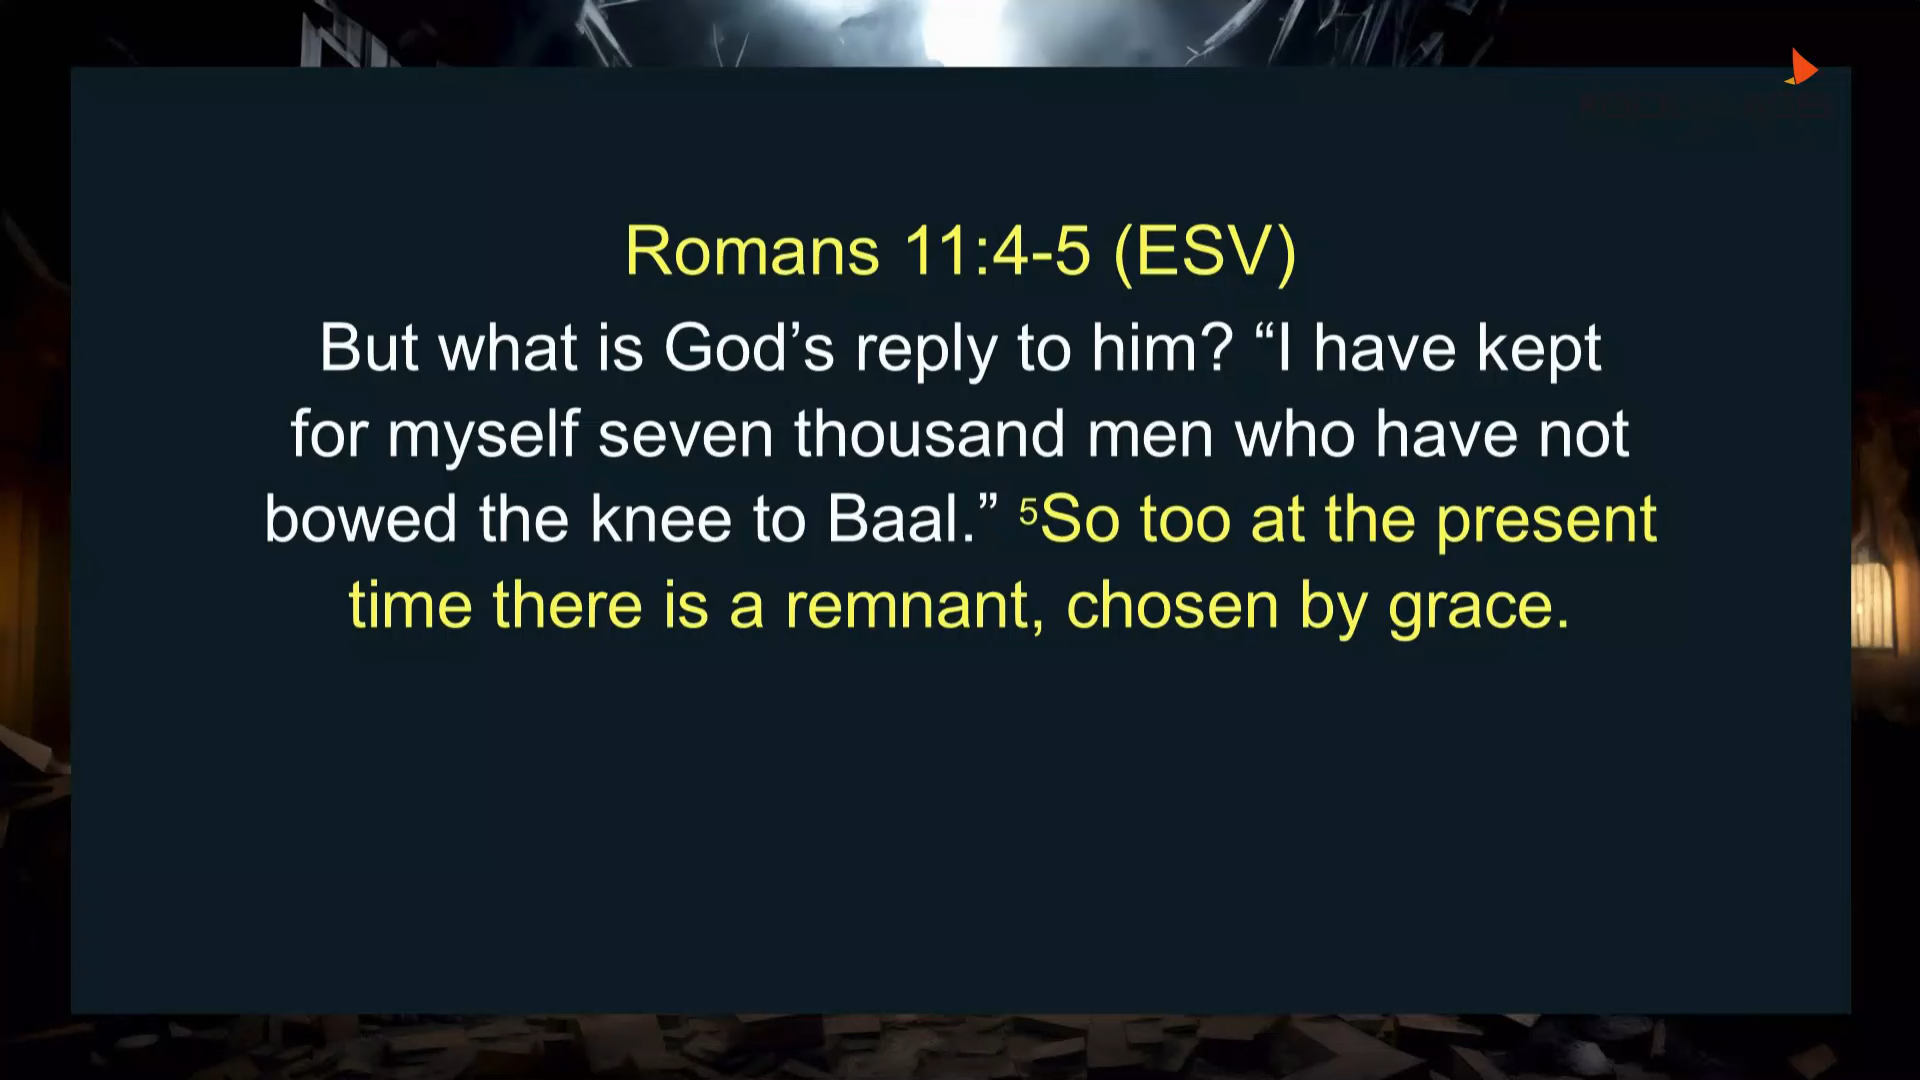 Romans 11:4-5 (ESV)
But what is God’s reply to him? “I have kept
for myself seven thousand men who have not
bowed the knee to Baal.” ⁵So too at the present
time there is a remnant, chosen by grace.